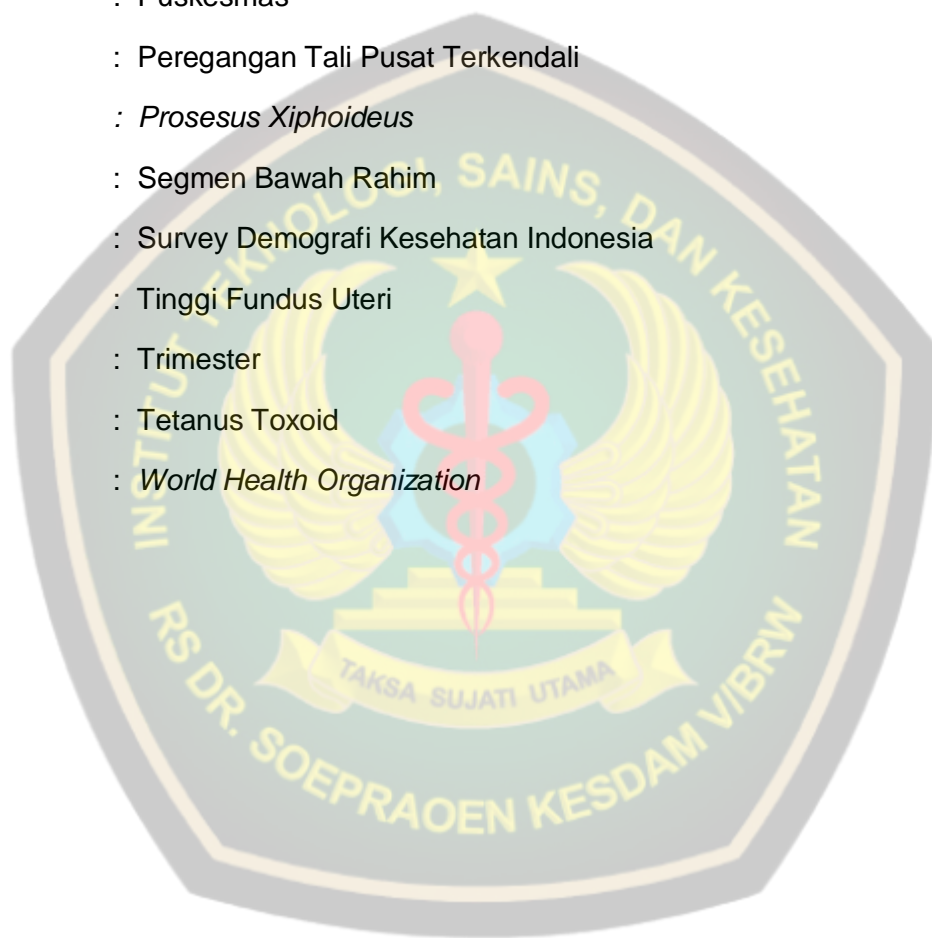 : Puskesmas
: Peregangan Tali Pusat Terkendali
: Prosesus Xiphoideus
: Segmen Bawah Rahim
: Survey Demografi Kesehatan Indonesia
: Tinggi Fundus Uteri
: Trimester
: Tetanus Toxoid
: World Health Organization
INSTITUT TEKNOLOGI, SAINS, DAN KESEHATAN
TAKSA SUJATI UTAMA
RS DR. SOEPRAOEN KESDAM V/BRW